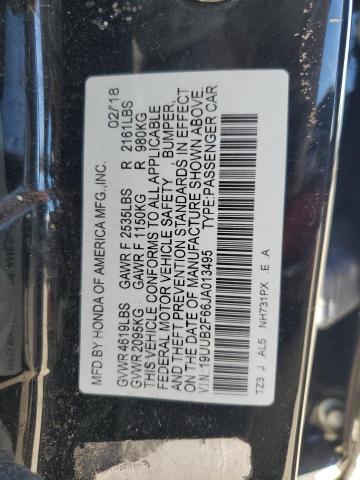 MFD.BY HONDA OF AMERICA MFG.,INC. 02/'18
GVWR 4619LBS GAWR F 2535LBS R 2161LBS
GVWR 2095KG GAWR F 1150KG R 980KG
THIS VEHICLE CONFORMS TO ALL APPLICABLE
FEDERAL MOTOR VEHICLE SAFETY, BUMPER,
AND THEFT PREVENTION STANDARDS IN EFFECT
ON THE DATE OF MANUFACTURE SHOWN ABOVE.
V.I.N.:19UUB2F66JA013495 TYPE:PASSENGER CAR
TZ3 J AL5 NH731PX E A